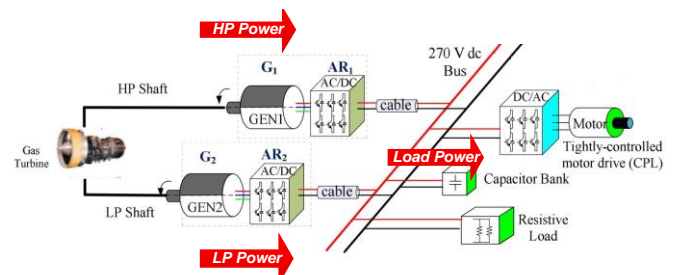 HP Power
270 V dc
Bus
G1
AR1
AC/DC
HP Shaft
GEN1
cable
DC/AC
Motor
Tightly-controlled
motor drive (CPL)
Gas
Turbine
G2
AR2
AC/DC
Load Power
Capacitor Bank
LP Shaft
GEN2
cable
Resistive
Load
LP Power